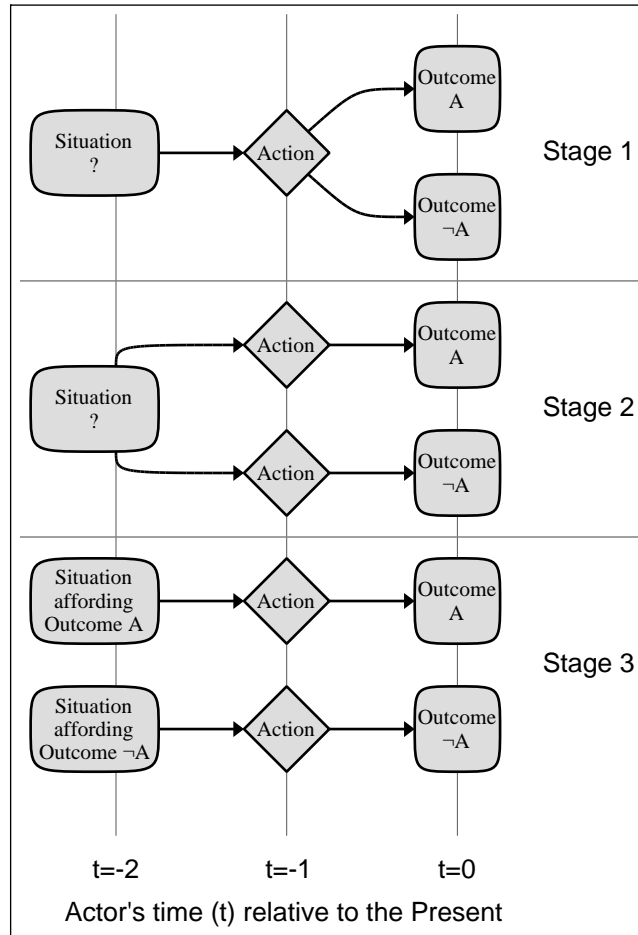 Situation
?
Action
Outcome
A
Outcome
¬A
Stage 1
Situation
?
Action
Outcome
A
Action
Outcome
¬A
Stage 2
Situation
affording
Outcome A
Action
Outcome
A
Situation
affording
Outcome ¬A
Action
Outcome
¬A
Stage 3
t=-2
t=-1
t=0
Actor's time (t) relative to the Present